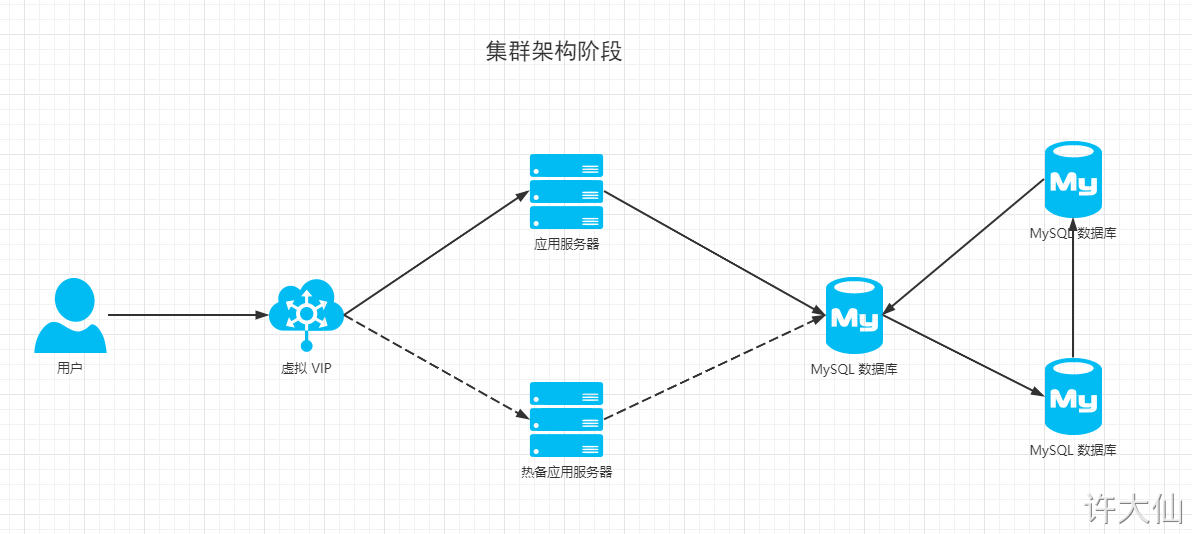 集群架构阶段
应用服务器
My
MySQL 数据库
用户
虚拟 VIP
My
MySQL 数据库
热备应用服务器
My
MySQL 数据库
许大仙